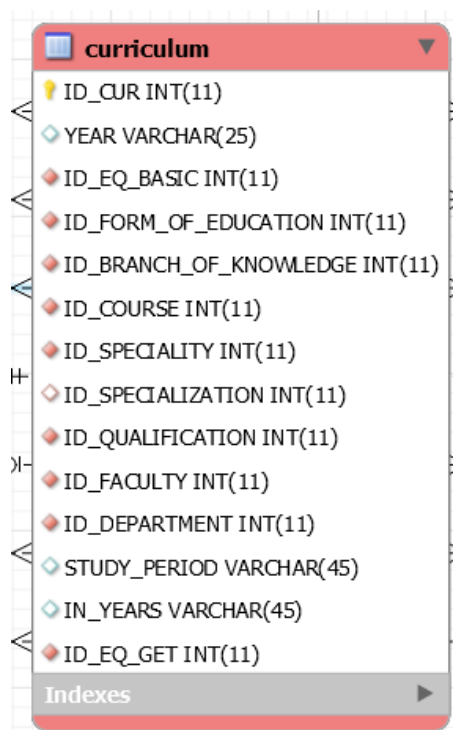 curriculum
ID_CUR INT(11)
YEAR VARCHAR(25)
ID_EQ_BASIC INT(11)
ID_FORM_OF_EDUCATION INT(11)
ID_BRANCH_OF_KNOWLEDGE INT(11)
ID_COURSE INT(11)
ID_SPECIALITY INT(11)
ID_SPECIALIZATION INT(11)
ID_QUALIFICATION INT(11)
ID_FACULTY INT(11)
ID_DEPARTMENT INT(11)
STUDY_PERIOD VARCHAR(45)
IN_YEARS VARCHAR(45)
ID_EQ_GET INT(11)
Indexes